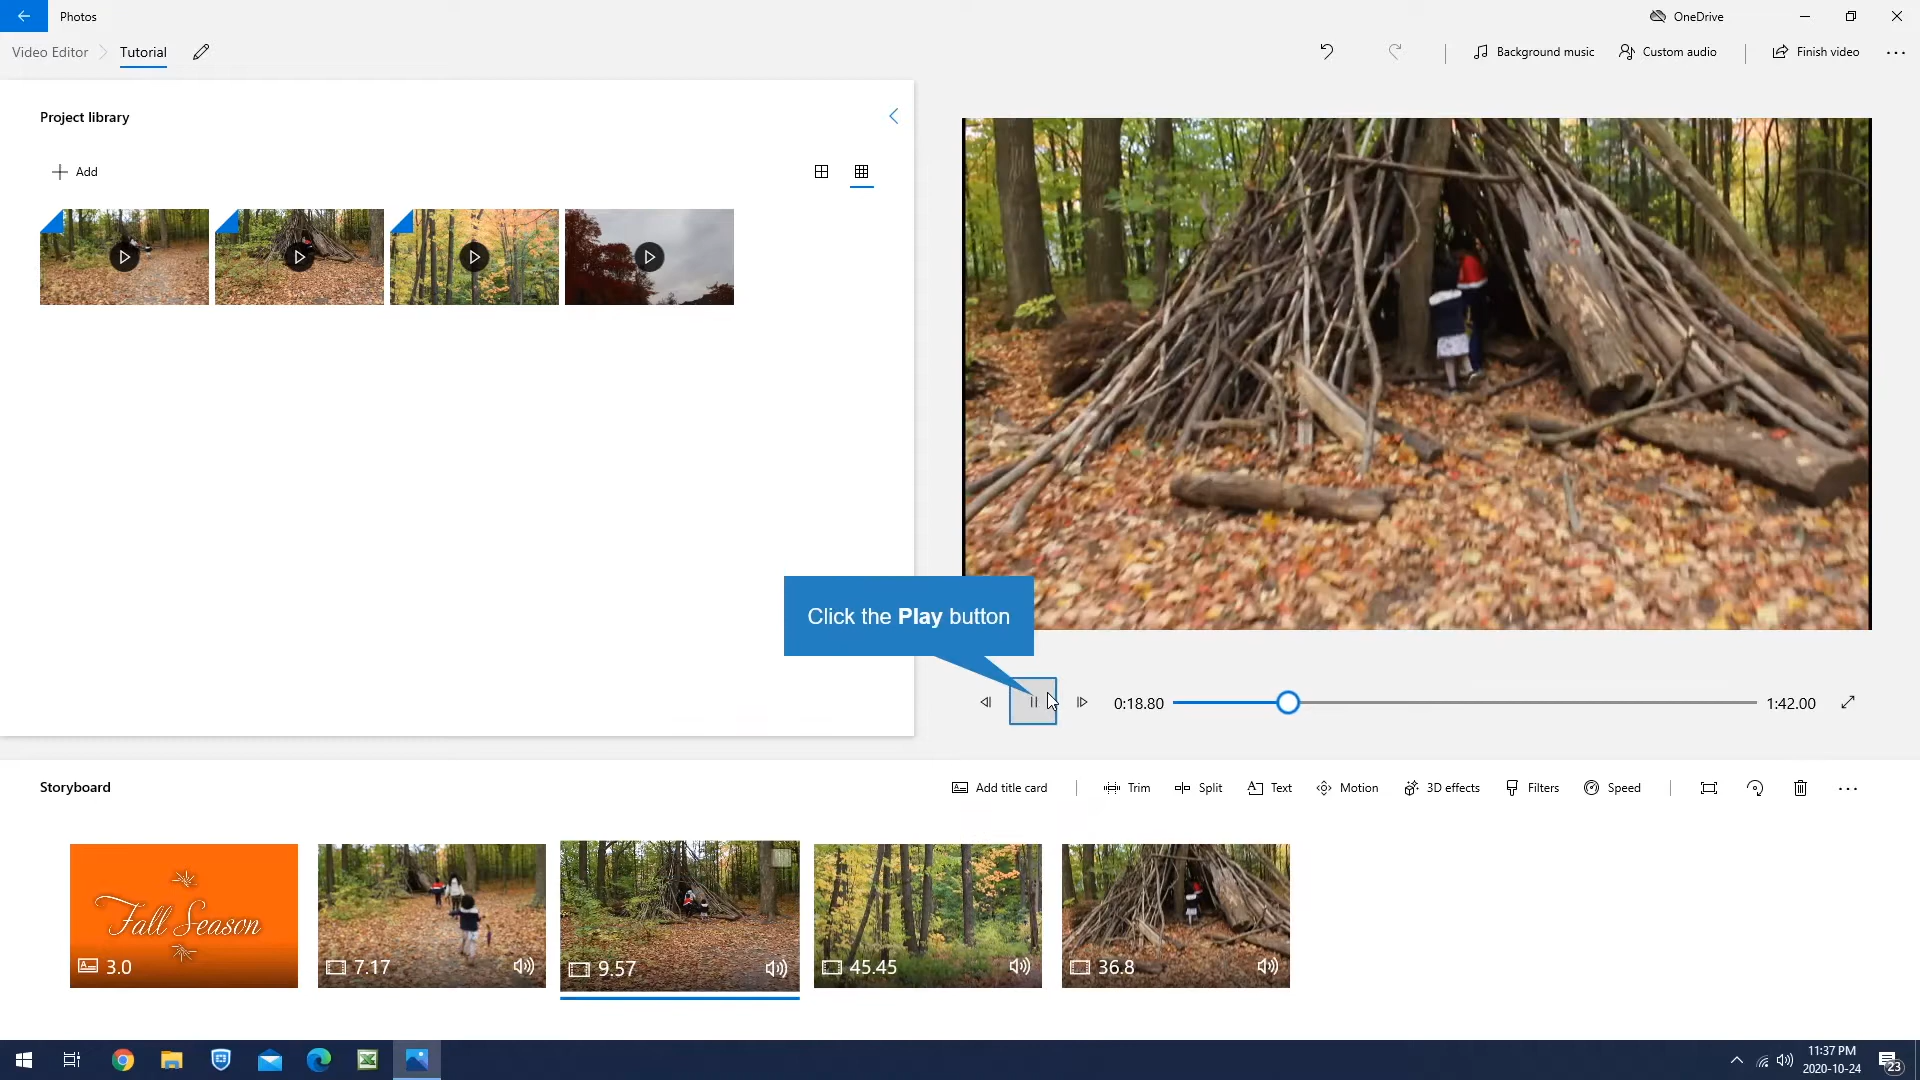 Photos
OneDrive
Video Editor
Tutorial
Background music
Custom audio
Finish video
Project library
Add
Click the Play button
0:18.80
1:42.00
Storyboard
Add title card
Trim
Split
Text
Motion
3D effects
Filters
Speed
Fall Season
3.0
7.17
9.57
45.45
36.8
11:37 PM
2020-10-24
23